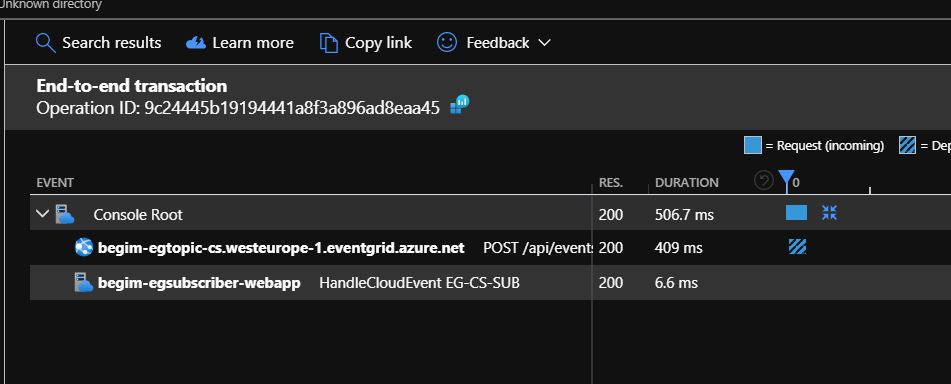 Unknown directory
Search results Learn more Copy link Feedback
End-to-end transaction
Operation ID: 9c24445b19194441a8f3a896ad8eaa45
= Request (incoming) = Dep
EVENT RES. DURATION 0
Console Root 200 506.7 ms
begim-egtopic-cs.westeurope-1.eventgrid.azure.net POST /api/events 200 409 ms
begim-egsubscriber-webapp HandleCloudEvent EG-CS-SUB 200 6.6 ms